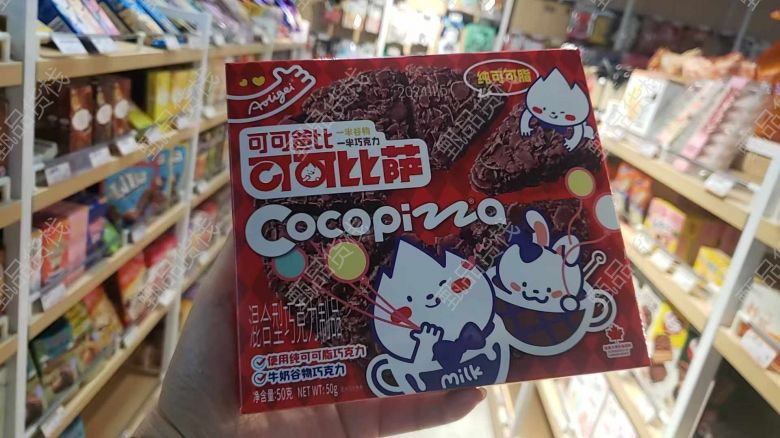 Aoligei
纯可可脂
可可爸比
一半谷物
一半巧克力
可可比萨
Cocopizza
混合型巧克力制品
使用纯可可脂巧克力
牛奶谷物巧克力
净含量:50克 NET WT:50g
milk